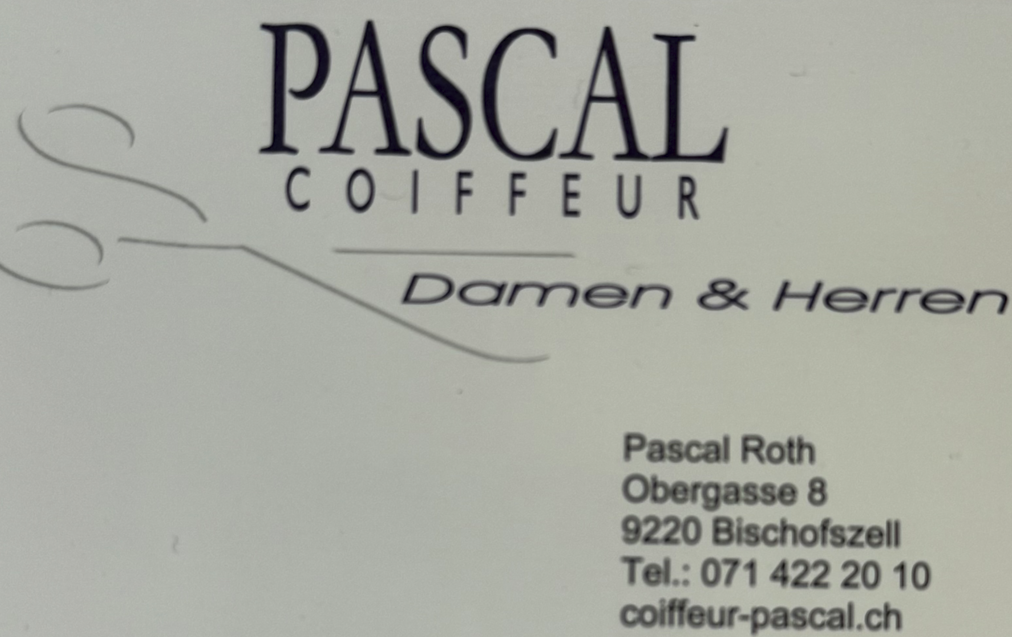 PASCAL
COIFFEUR
Damen & Herren
Pascal Roth
Obergasse 8
9220 Bischofszell
Tel.: 071 422 20 10
coiffeur-pascal.ch